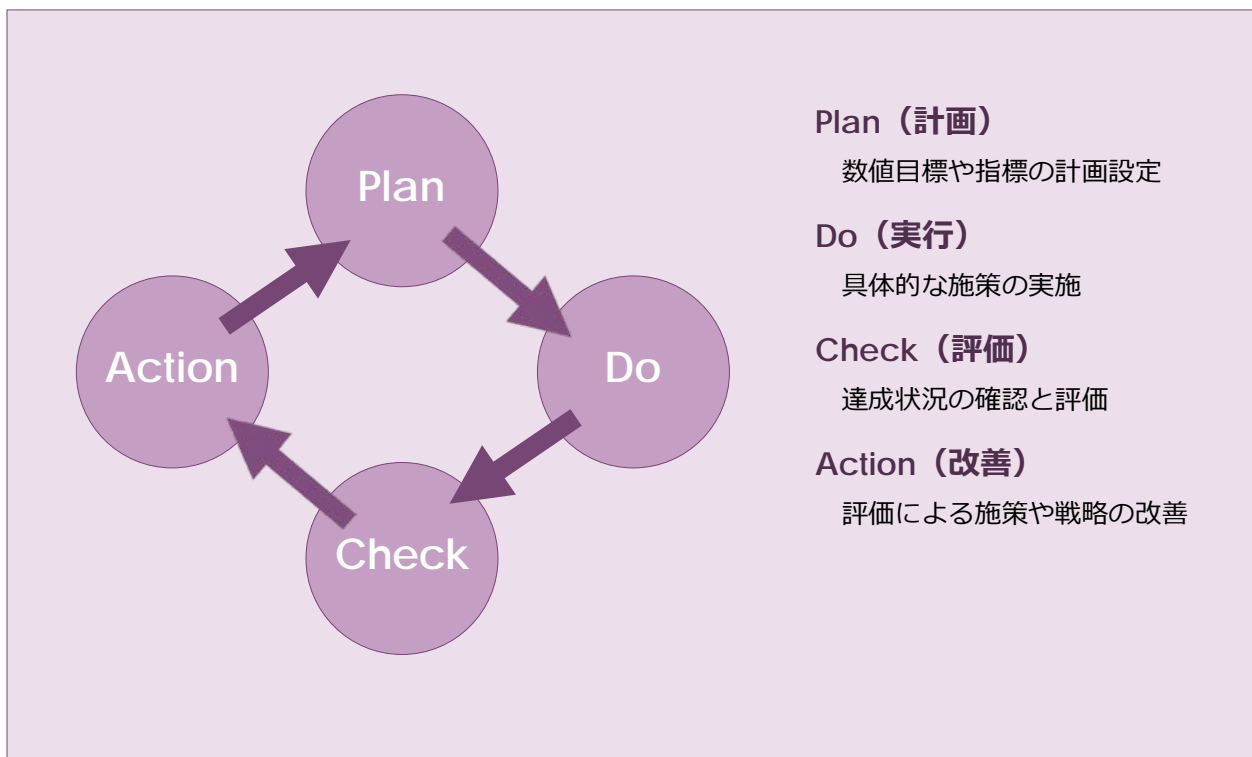 Plan
Do
Check
Action
Plan（計画）
数値目標や指標の計画設定
Do（実行）
具体的な施策の実施
Check（評価）
達成状況の確認と評価
Action（改善）
評価による施策や戦略の改善